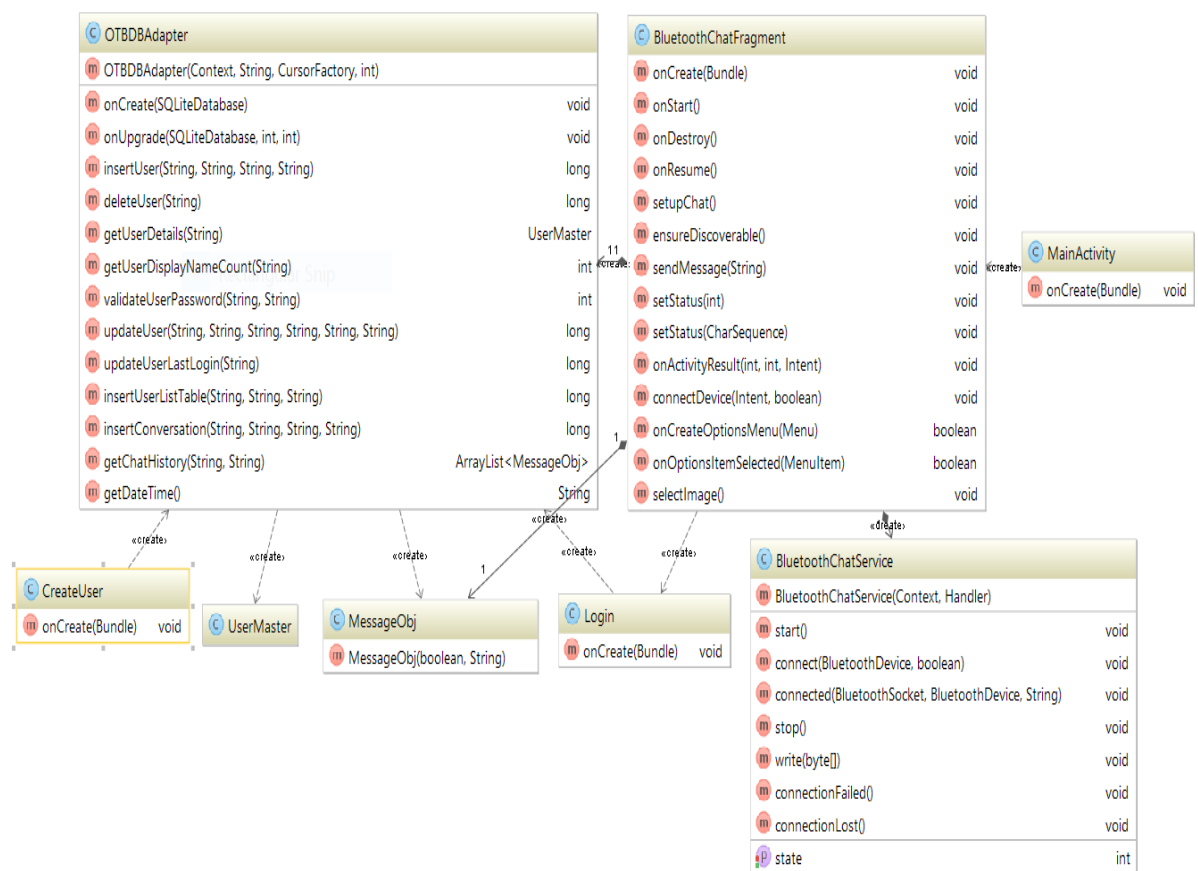 OTBDBAdapter
OTBDBAdapter(Context, String, CursorFactory, int)
onCreate(SQLiteDatabase) void
onUpgrade(SQLiteDatabase, int, int) void
insertUser(String, String, String, String) long
deleteUser(String) long
getUserDetails(String) UserMaster
getUserDisplayNameCount(String) int
validateUserPassword(String, String) int
updateUser(String, String, String, String, String, String) long
updateUserLastLogin(String) long
insertUserListTable(String, String, String) long
insertConversation(String, String, String, String) long
getChatHistory(String, String) ArrayList<MessageObj>
getDateTime() String
BluetoothChatFragment
onCreate(Bundle) void
onStart() void
onDestroy() void
onResume() void
setupChat() void
ensureDiscoverable() void
sendMessage(String) void
setStatus(int) void
setStatus(CharSequence) void
onActivityResult(int, int, Intent) void
connectDevice(Intent, boolean) void
onCreateOptionsMenu(Menu) boolean
onOptionsItemSelected(MenuItem) boolean
selectImage() void
11
«create»
«create»
MainActivity
onCreate(Bundle) void
1
1
«create»
«create»
«create»
«create»
«create»
«create»
«create»
CreateUser
onCreate(Bundle) void
UserMaster
MessageObj
MessageObj(boolean, String)
Login
onCreate(Bundle) void
BluetoothChatService
BluetoothChatService(Context, Handler)
start() void
connect(BluetoothDevice, boolean) void
connected(BluetoothSocket, BluetoothDevice, String) void
stop() void
write(byte[]) void
connectionFailed() void
connectionLost() void
state int